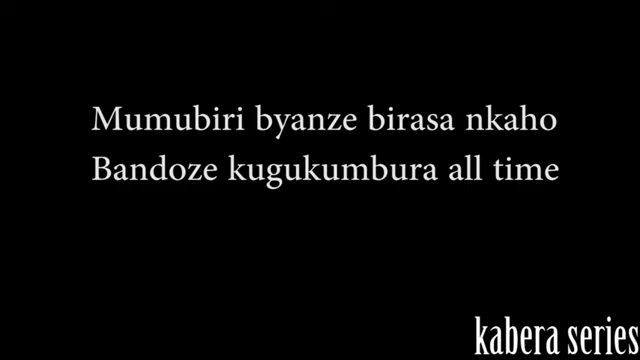 Mumubiri byanze birasa nkaho
Bandoze kugukumbura all time
kabera series